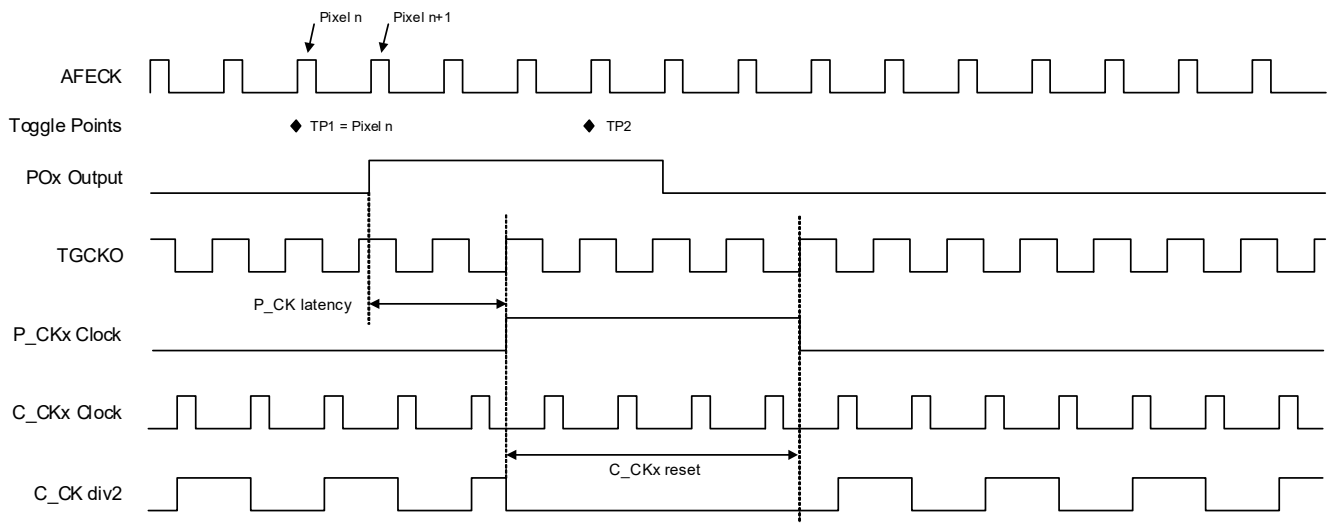 Pixel n Pixel n+1
AFECK
Toggle Points TP1 = Pixel n TP2
POx Output
TGCKO
P_CK latency
P_CKx Clock
C_CKx Clock
C_CKx reset
C_CK div2